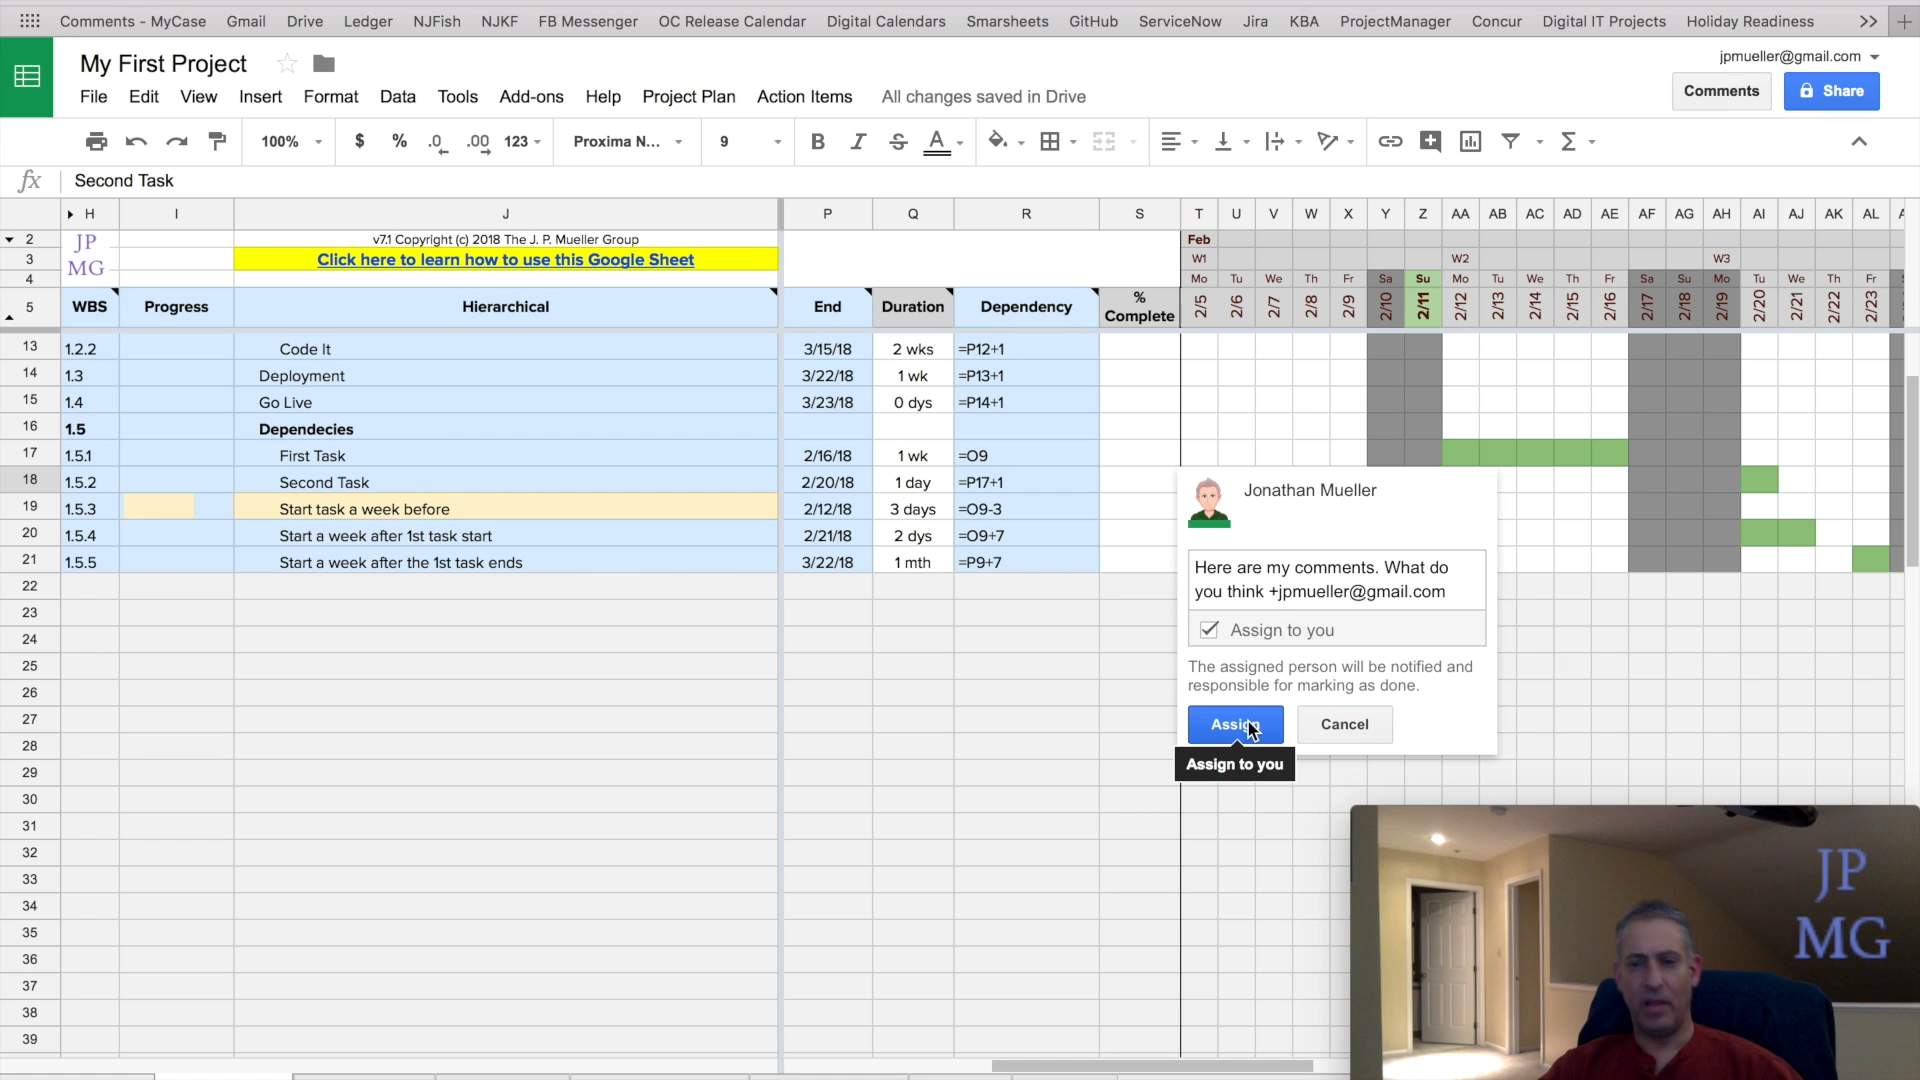 Comments - MyCase Gmail Drive Ledger NJFish NJKF FB Messenger OC Release Calendar Digital Calendars Smarsheets GitHub ServiceNow Jira KBA ProjectManager Concur Digital IT Projects Holiday Readiness >> +
My First Project
jpmueller@gmail.com
File Edit View Insert Format Data Tools Add-ons Help Project Plan Action Items All changes saved in Drive
Comments Share
100% $ % .0 .00 123 Proxima N... 9 B I S A Σ
fx Second Task
H I J P Q R S T U V W X Y Z AA AB AC AD AE AF AG AH AI AJ AK AL
2 JP v7.1 Copyright (c) 2018 The J. P. Mueller Group Feb
3 MG Click here to learn how to use this Google Sheet W1 W2 W3
4 Mo Tu We Th Fr Sa Su Mo Tu We Th Fr Sa Su Mo Tu We Th Fr
5 WBS Progress Hierarchical End Duration Dependency % Complete 2/5 2/6 2/7 2/8 2/9 2/10 2/11 2/12 2/13 2/14 2/15 2/16 2/17 2/18 2/19 2/20 2/21 2/22 2/23
13 1.2.2 Code It 3/15/18 2 wks =P12+1
14 1.3 Deployment 3/22/18 1 wk =P13+1
15 1.4 Go Live 3/23/18 0 dys =P14+1
16 1.5 Dependecies
17 1.5.1 First Task 2/16/18 1 wk =O9
18 1.5.2 Second Task 2/20/18 1 day =P17+1
19 1.5.3 Start task a week before 2/12/18 3 days =O9-3
20 1.5.4 Start a week after 1st task start 2/21/18 2 dys =O9+7
21 1.5.5 Start a week after the 1st task ends 3/22/18 1 mth =P9+7
22
23
24
25
26
27
28
29
30
31
32
33
34
35
36
37
38
39
Jonathan Mueller
Here are my comments. What do
you think +jpmueller@gmail.com
Assign to you
The assigned person will be notified and
responsible for marking as done.
Assign Cancel
Assign to you
JP
MG